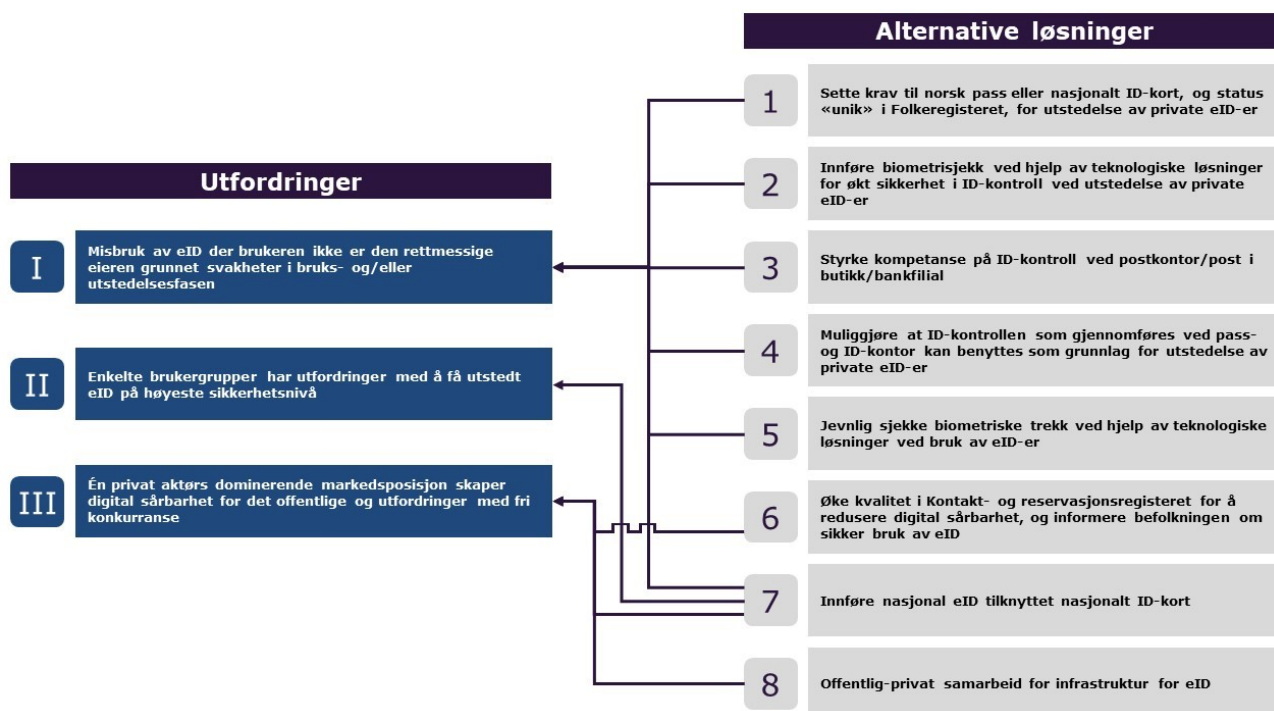 Utfordringer
I
Misbruk av eID der brukeren ikke er den rettmessige
eieren grunnet svakheter i bruks- og/eller
utstedelsesfasen
II
Enkelte brukergrupper har utfordringer med å få utstedt
eID på høyeste sikkerhetsnivå
III
Én privat aktørs dominerende markedsposisjon skaper
digital sårbarhet for det offentlige og utfordringer med fri
konkurranse
Alternative løsninger
1
Sette krav til norsk pass eller nasjonalt ID-kort, og status
«unik» i Folkeregisteret, for utstedelse av private eID-er
2
Innføre biometrisjekk ved hjelp av teknologiske løsninger
for økt sikkerhet i ID-kontroll ved utstedelse av private
eID-er
3
Styrke kompetanse på ID-kontroll ved postkontor/post i
butikk/bankfilial
4
Muliggjøre at ID-kontrollen som gjennomføres ved pass-
og ID-kontor kan benyttes som grunnlag for utstedelse av
private eID-er
5
Jevnlig sjekke biometriske trekk ved hjelp av teknologiske
løsninger ved bruk av eID-er
6
Øke kvalitet i Kontakt- og reservasjonsregisteret for å
redusere digital sårbarhet, og informere befolkningen om
sikker bruk av eID
7
Innføre nasjonal eID tilknyttet nasjonalt ID-kort
8
Offentlig-privat samarbeid for infrastruktur for eID